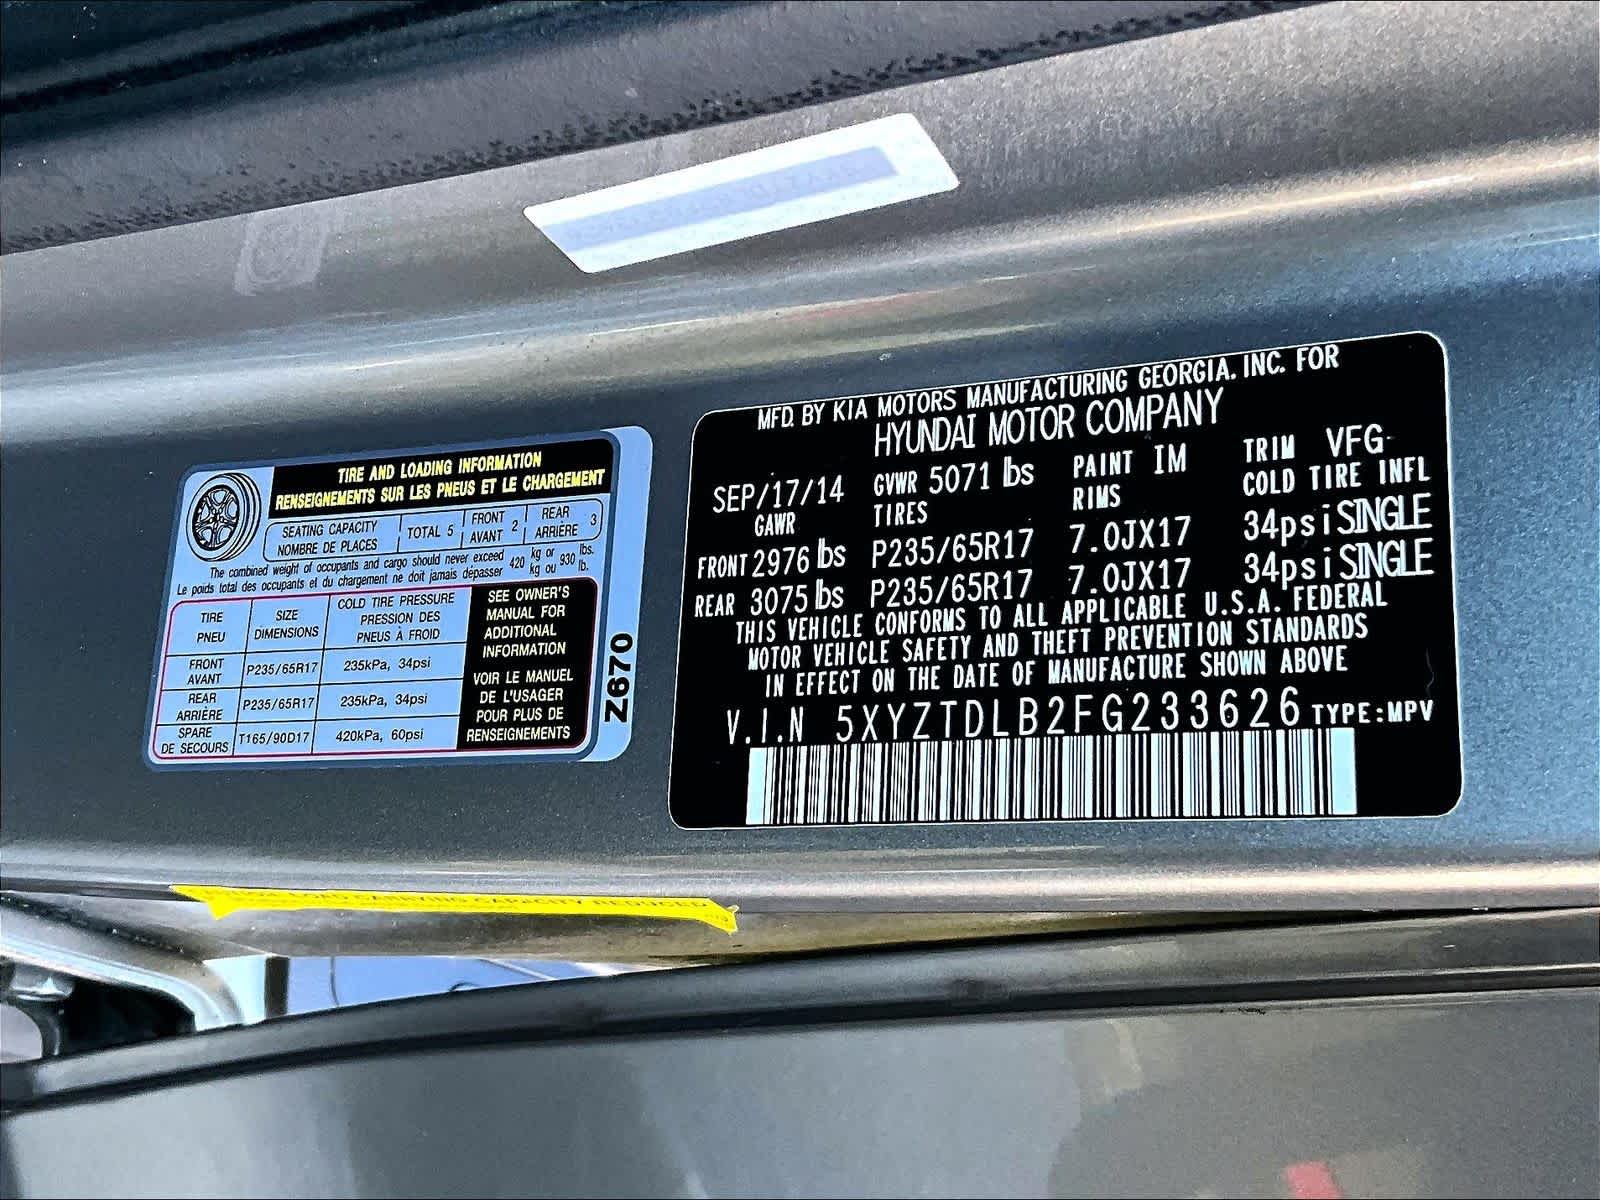 TIRE AND LOADING INFORMATION
RENSEIGNEMENTS SUR LES PNEUS ET LE CHARGEMENT
SEATING CAPACITY
NOMBRE DE PLACES
TOTAL 5
FRONT
AVANT 2
REAR
ARRIÈRE 3
The combined weight of occupants and cargo should never exceed 420 kg or 930 lbs.
Le poids total des occupants et du chargement ne doit jamais dépasser 420 kg ou 930 lb.
TIRE
PNEU
SIZE
DIMENSIONS
COLD TIRE PRESSURE
PRESSION DES
PNEUS À FROID
FRONT
AVANT
P235/65R17
235kPa, 34psi
REAR
ARRIÈRE
P235/65R17
235kPa, 34psi
SPARE
DE SECOURS
T165/90D17
420kPa, 60psi
SEE OWNER'S
MANUAL FOR
ADDITIONAL
INFORMATION
VOIR LE MANUEL
DE L'USAGER
POUR PLUS DE
RENSEIGNEMENTS
Z670
MFD. BY KIA MOTORS MANUFACTURING GEORGIA. INC. FOR
HYUNDAI MOTOR COMPANY
SEP/17/14 GVWR 5071 lbs PAINT IM TRIM VFG
GAWR TIRES RIMS COLD TIRE INFL
FRONT 2976 lbs P235/65R17 7.0JX17 34psi SINGLE
REAR 3075 lbs P235/65R17 7.0JX17 34psi SINGLE
THIS VEHICLE CONFORMS TO ALL APPLICABLE U.S.A. FEDERAL
MOTOR VEHICLE SAFETY AND THEFT PREVENTION STANDARDS
IN EFFECT ON THE DATE OF MANUFACTURE SHOWN ABOVE
V.I.N 5XYZTDLB2FG233626 TYPE:MPV
LOAD CARRYING CAPACITY REDUCED